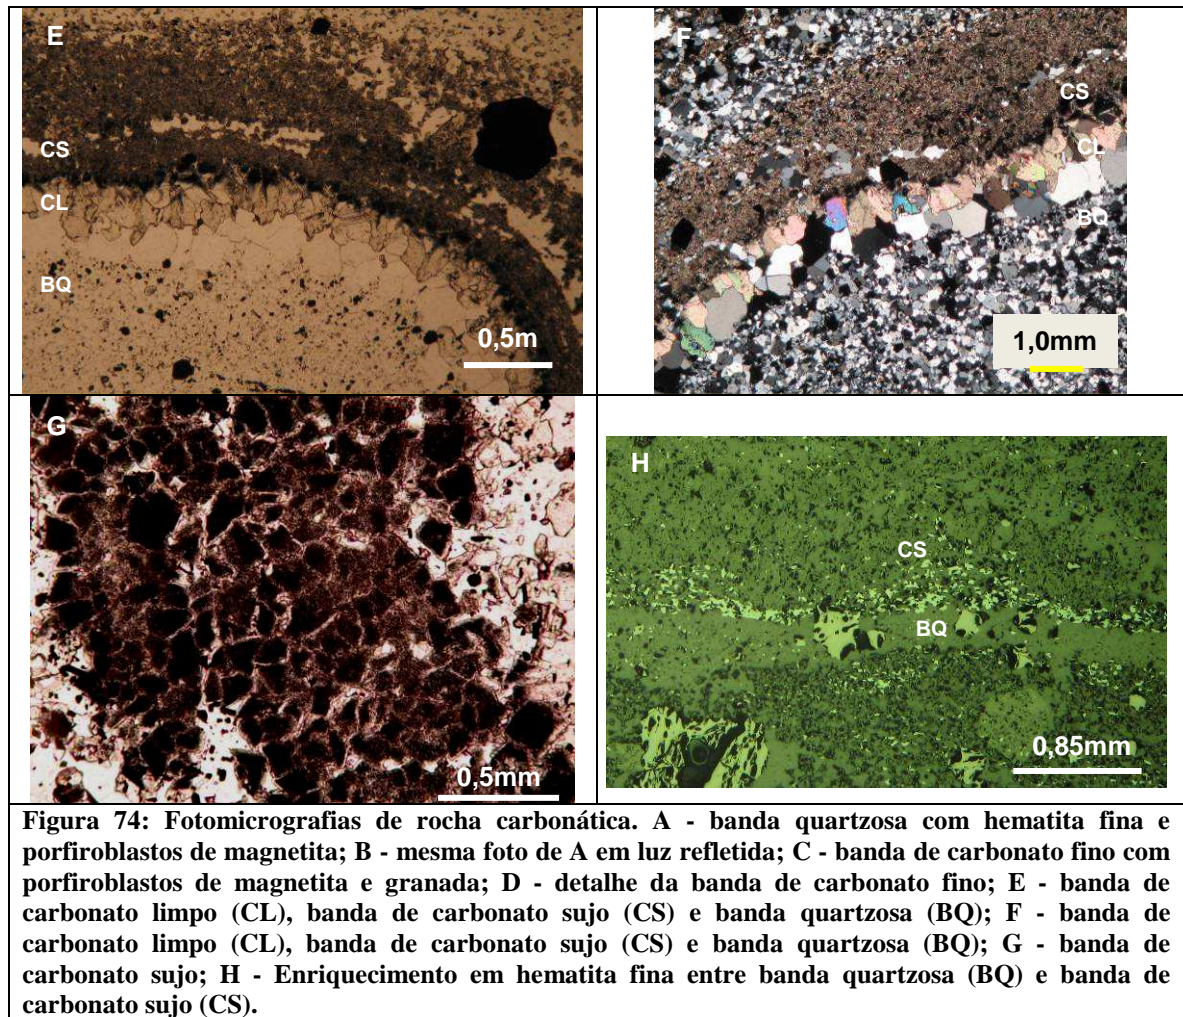 E
CS
CL
BQ
0,5m
F
CS
CL
BQ
1,0mm
G
0,5mm
H
CS
BQ
0,85mm
Figura 74: Fotomicrografias de rocha carbonática. A - banda quartzosa com hematita fina e
porfiroblastos de magnetita; B - mesma foto de A em luz refletida; C - banda de carbonato fino com
porfiroblastos de magnetita e granada; D - detalhe da banda de carbonato fino; E - banda de
carbonato limpo (CL), banda de carbonato sujo (CS) e banda quartzosa (BQ); F - banda de
carbonato limpo (CL), banda de carbonato sujo (CS) e banda quartzosa (BQ); G - banda de
carbonato sujo; H - Enriquecimento em hematita fina entre banda quartzosa (BQ) e banda de
carbonato sujo (CS).